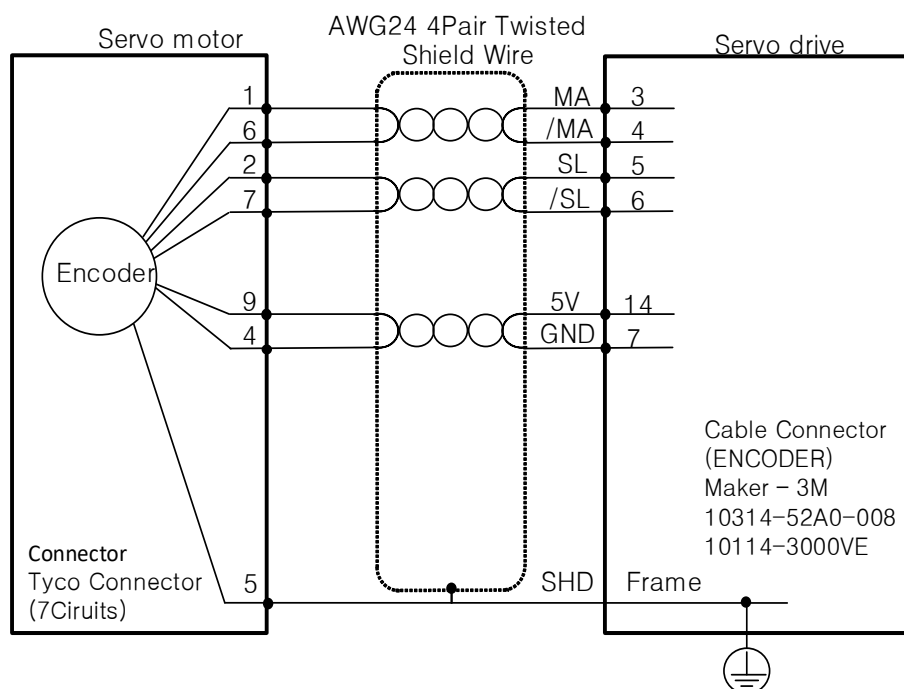 Servo motor
AWG24 4Pair Twisted
Shield Wire
Servo drive
1
MA
3
6
/MA
4
2
SL
5
7
/SL
6
Encoder
9
5V
14
4
GND
7
Cable Connector
(ENCODER)
Maker – 3M
10314-52A0-008
10114-3000VE
Connector
Tyco Connector
(7Ciruits)
5
SHD
Frame